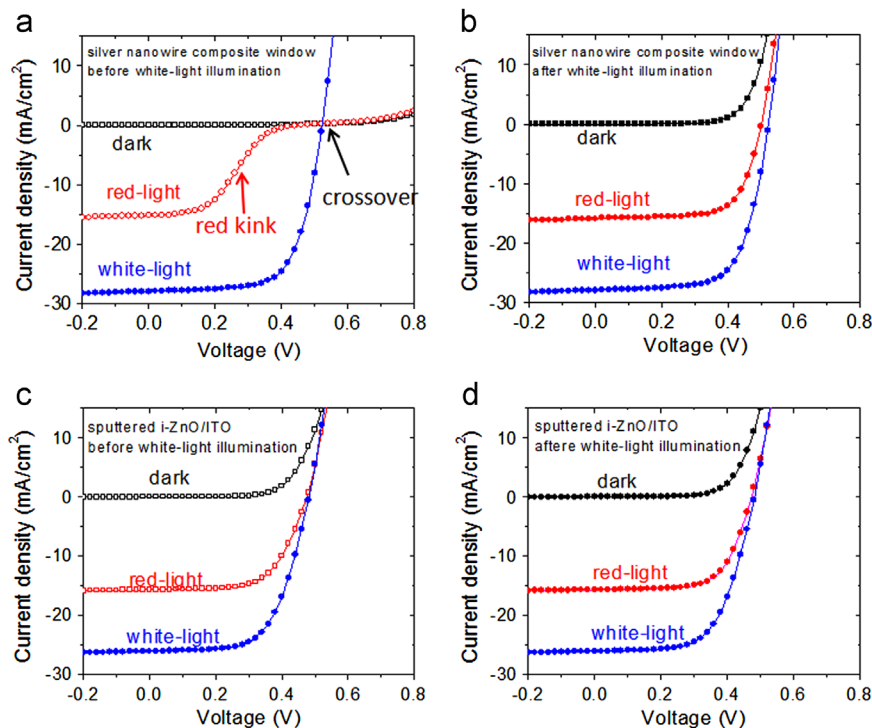 a
silver nanowire composite window
before white-light illumination
10
0
-10
-20
-30
dark
red-light
red kink
crossover
white-light
-0.2 0.0 0.2 0.4 0.6 0.8
Voltage (V)
Current density (mA/cm²)
b
silver nanowire composite window
after white-light illumination
10
0
-10
-20
-30
dark
red-light
white-light
-0.2 0.0 0.2 0.4 0.6 0.8
Voltage (V)
Current density (mA/cm²)
c
sputtered i-ZnO/ITO
before white-light illumination
10
0
-10
-20
-30
dark
red-light
white-light
-0.2 0.0 0.2 0.4 0.6 0.8
Voltage (V)
Current density (mA/cm²)
d
sputtered i-ZnO/ITO
aftere white-light illumination
10
0
-10
-20
-30
dark
red-light
white-light
-0.2 0.0 0.2 0.4 0.6 0.8
Voltage (V)
Current density (mA/cm²)